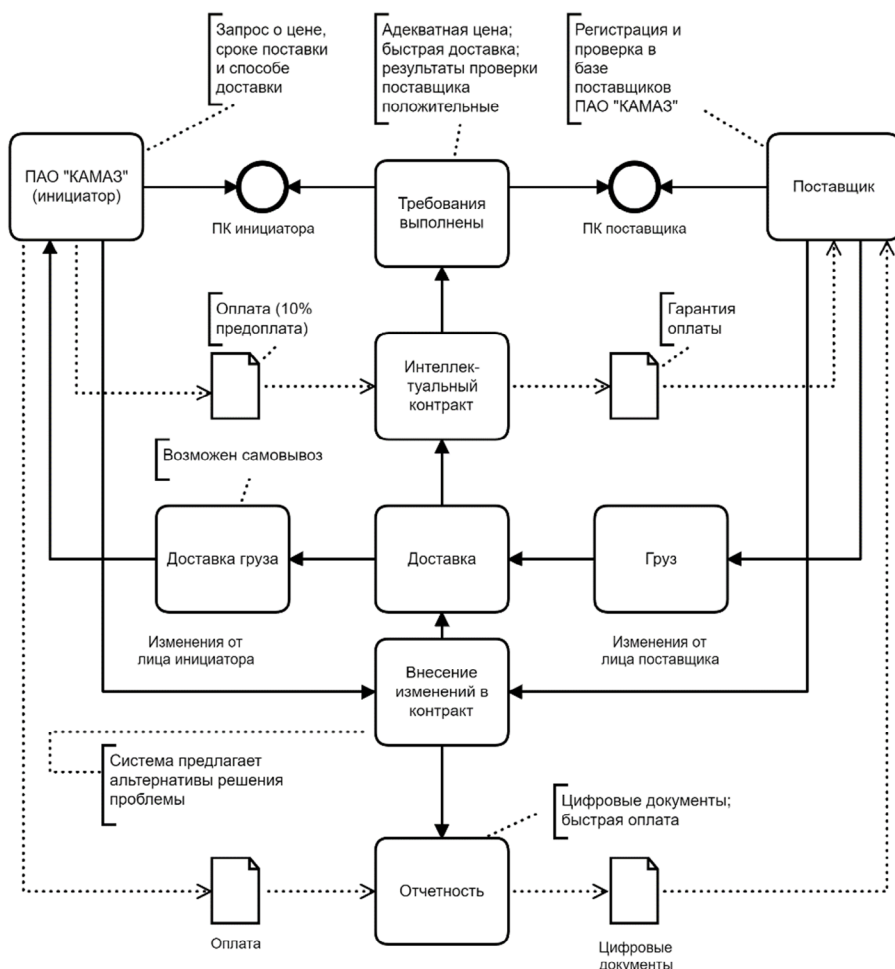 Запрос о цене,
сроке поставки
и способе
доставки
Адекватная цена;
быстрая доставка;
результаты проверки
поставщика
положительные
Регистрация и
проверка в
базе
поставщиков
ПАО "КАМАЗ"
ПАО "КАМАЗ"
(инициатор)
ПК инициатора
Требования
выполнены
ПК поставщика
Поставщик
Оплата (10%
предоплата)
Интеллек-
туальный
контракт
Гарантия
оплаты
Возможен самовывоз
Доставка груза
Доставка
Груз
Изменения от
лица инициатора
Внесение
изменений в
контракт
Изменения от
лица поставщика
Система предлагает
альтернативы решения
проблемы
Цифровые документы;
быстрая оплата
Отчетность
Оплата
Цифровые
документы